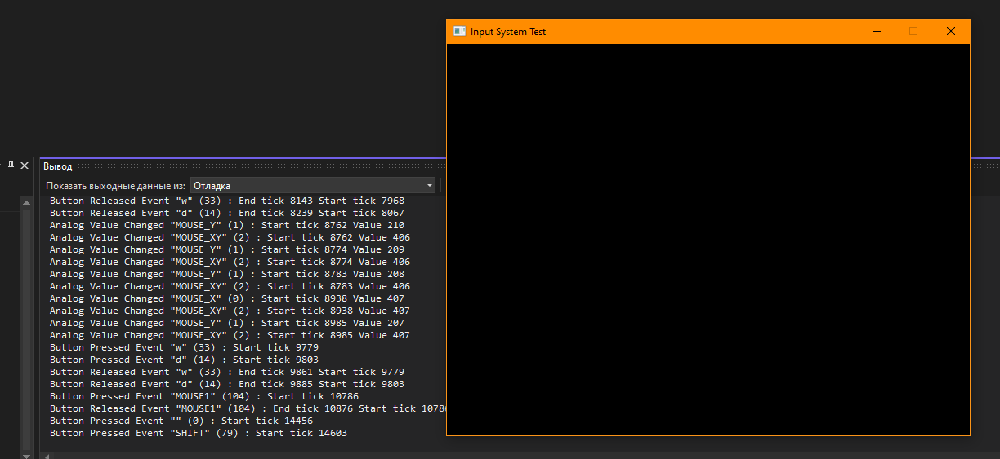 Input System Test
Вывод
Показать выходные данные из: Отладка
Button Released Event "w" (33) : End tick 8143 Start tick 7968
Button Released Event "d" (14) : End tick 8239 Start tick 8067
Analog Value Changed "MOUSE_Y" (1) : Start tick 8762 Value 210
Analog Value Changed "MOUSE_XY" (2) : Start tick 8762 Value 406
Analog Value Changed "MOUSE_Y" (1) : Start tick 8774 Value 209
Analog Value Changed "MOUSE_XY" (2) : Start tick 8774 Value 406
Analog Value Changed "MOUSE_Y" (1) : Start tick 8783 Value 208
Analog Value Changed "MOUSE_XY" (2) : Start tick 8783 Value 406
Analog Value Changed "MOUSE_X" (0) : Start tick 8938 Value 407
Analog Value Changed "MOUSE_XY" (2) : Start tick 8938 Value 407
Analog Value Changed "MOUSE_Y" (1) : Start tick 8985 Value 207
Analog Value Changed "MOUSE_XY" (2) : Start tick 8985 Value 407
Button Pressed Event "w" (33) : Start tick 9779
Button Pressed Event "d" (14) : Start tick 9803
Button Released Event "w" (33) : End tick 9861 Start tick 9779
Button Released Event "d" (14) : End tick 9885 Start tick 9803
Button Pressed Event "MOUSE1" (104) : Start tick 10786
Button Released Event "MOUSE1" (104) : End tick 10876 Start tick 10786
Button Pressed Event "" (0) : Start tick 14456
Button Pressed Event "SHIFT" (79) : Start tick 14603